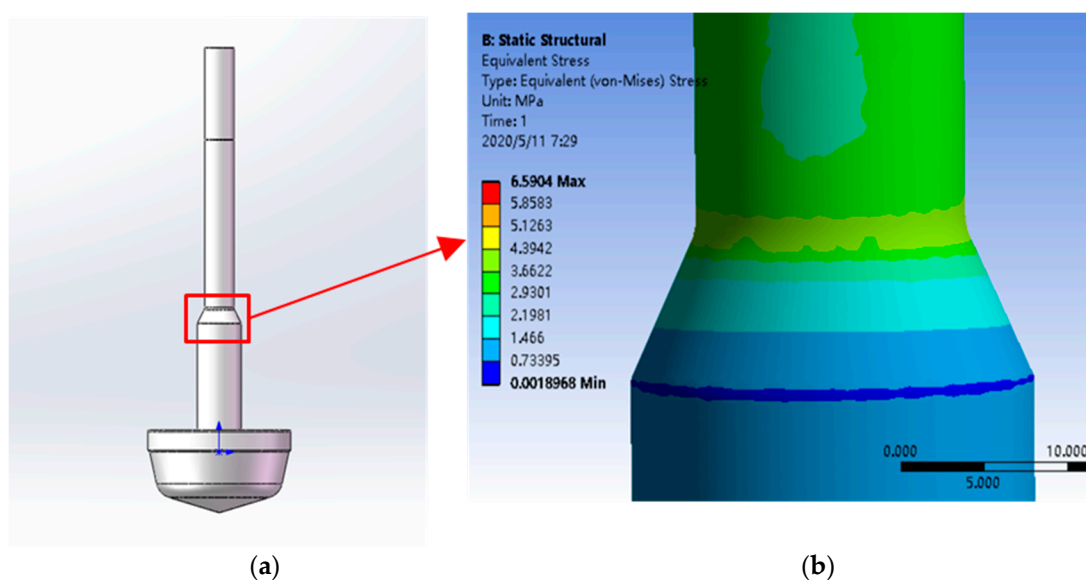 B: Static Structural
Equivalent Stress
Type: Equivalent (von-Mises) Stress
Unit: MPa
Time: 1
2020/5/11 7:29
6.5904 Max
5.8583
5.1263
4.3942
3.6622
2.9301
2.1981
1.466
0.73395
0.0018968 Min
0.000
10.000
5.000
(a)
(b)